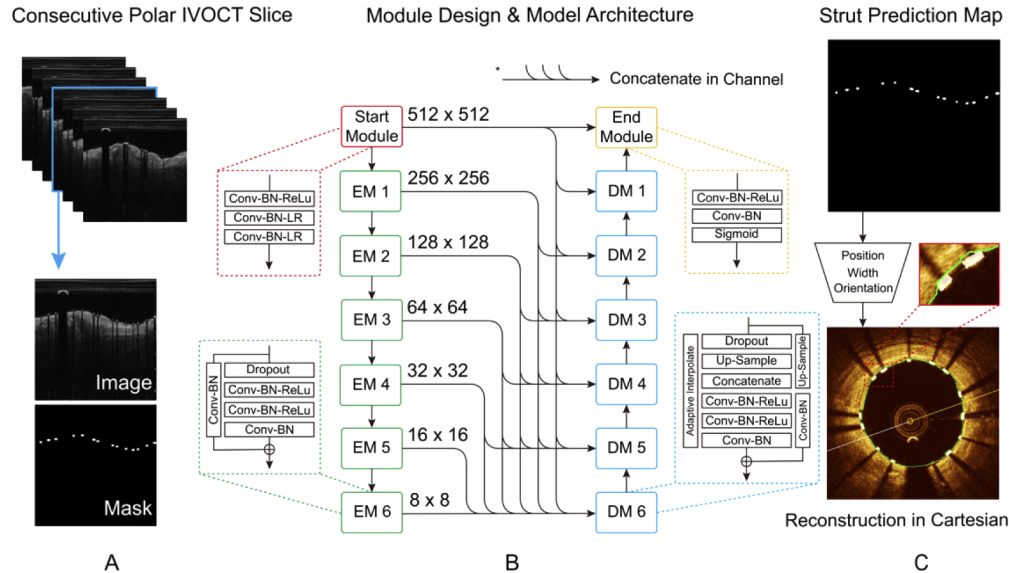 Consecutive Polar IVOCT Slice
Module Design & Model Architecture
Strut Prediction Map
*
Concatenate in Channel
Image
Mask
Start
Module
512 x 512
End
Module
EM 1
256 x 256
DM 1
EM 2
128 x 128
DM 2
EM 3
64 x 64
DM 3
EM 4
32 x 32
DM 4
EM 5
16 x 16
DM 5
EM 6
8 x 8
DM 6
Conv-BN-ReLu
Conv-BN-LR
Conv-BN-LR
Conv-BN-ReLu
Conv-BN
Sigmoid
Conv-BN
Dropout
Conv-BN-ReLu
Conv-BN-ReLu
Conv-BN
Adaptive Interpolate
Dropout
Up-Sample
Concatenate
Conv-BN-ReLu
Conv-BN-ReLu
Conv-BN
Up-Sample
Conv-BN
Position
Width
Orientation
Reconstruction in Cartesian
A
B
C